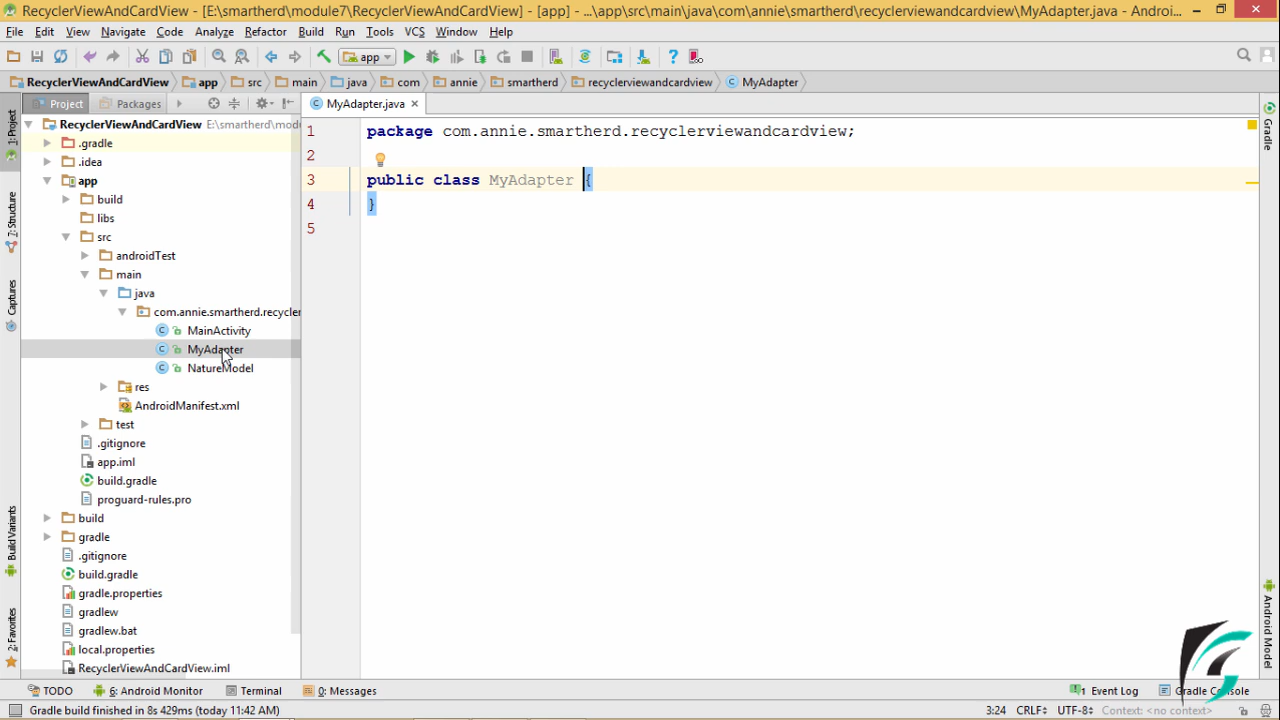 RecyclerViewAndCardView - [E:\smartherd\module7\RecyclerViewAndCardView] - [app] - ...\app\src\main\java\com\annie\smartherd\recyclerviewandcardview\MyAdapter.java - Androi...
File Edit View Navigate Code Analyze Refactor Build Run Tools VCS Window Help
app
RecyclerViewAndCardView app src main java com annie smartherd recyclerviewandcardview MyAdapter
Project Packages
MyAdapter.java
1: Project
7: Structure
Captures
Build Variants
2: Favorites
RecyclerViewAndCardView E:\smartherd\modu
.gradle
.idea
app
build
libs
src
androidTest
main
java
com.annie.smartherd.recycler
MainActivity
MyAdapter
NatureModel
res
AndroidManifest.xml
test
.gitignore
app.iml
build.gradle
proguard-rules.pro
build
gradle
.gitignore
build.gradle
gradle.properties
gradlew
gradlew.bat
local.properties
RecyclerViewAndCardView.iml
1 package com.annie.smartherd.recyclerviewandcardview;
2
3 public class MyAdapter {
4 }
5
Gradle
Android Model
TODO 6: Android Monitor Terminal 0: Messages 1 Event Log Gradle Console
Gradle build finished in 8s 429ms (today 11:42 AM) 3:24 CRLF UTF-8 Context: <no context>